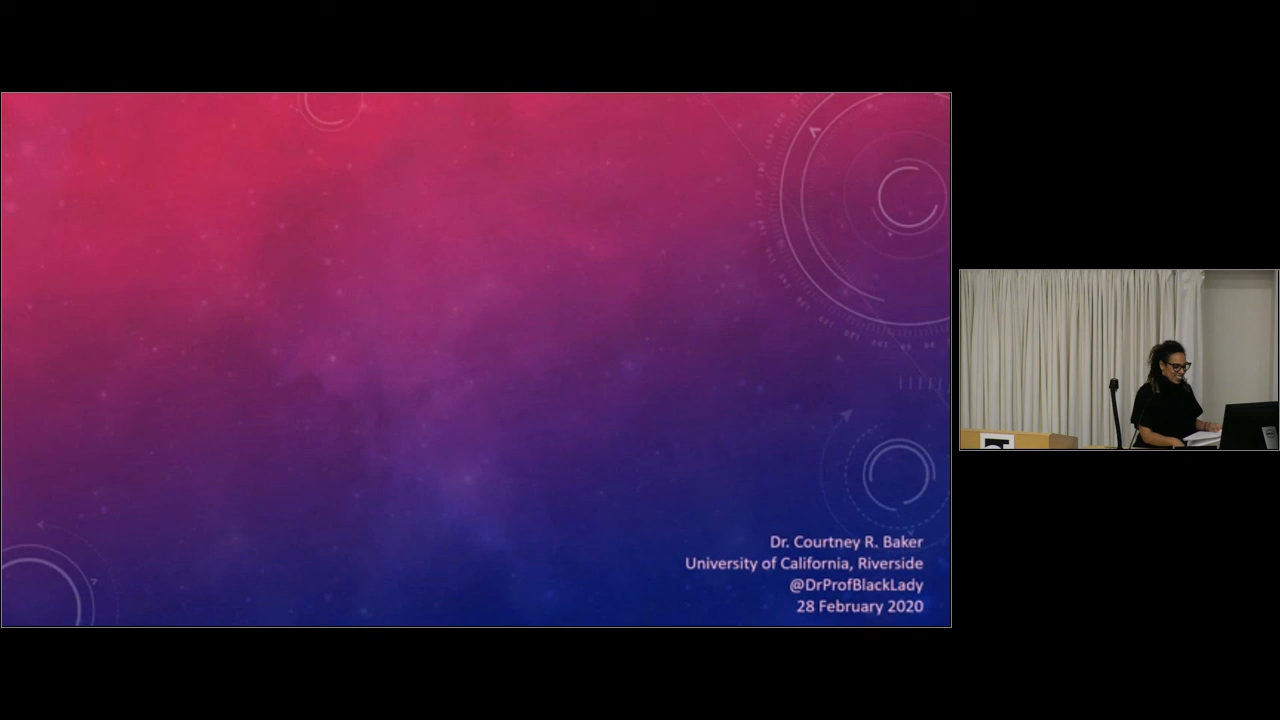 Dr. Courtney R. Baker
University of California, Riverside
@DrProfBlackLady
28 February 2020